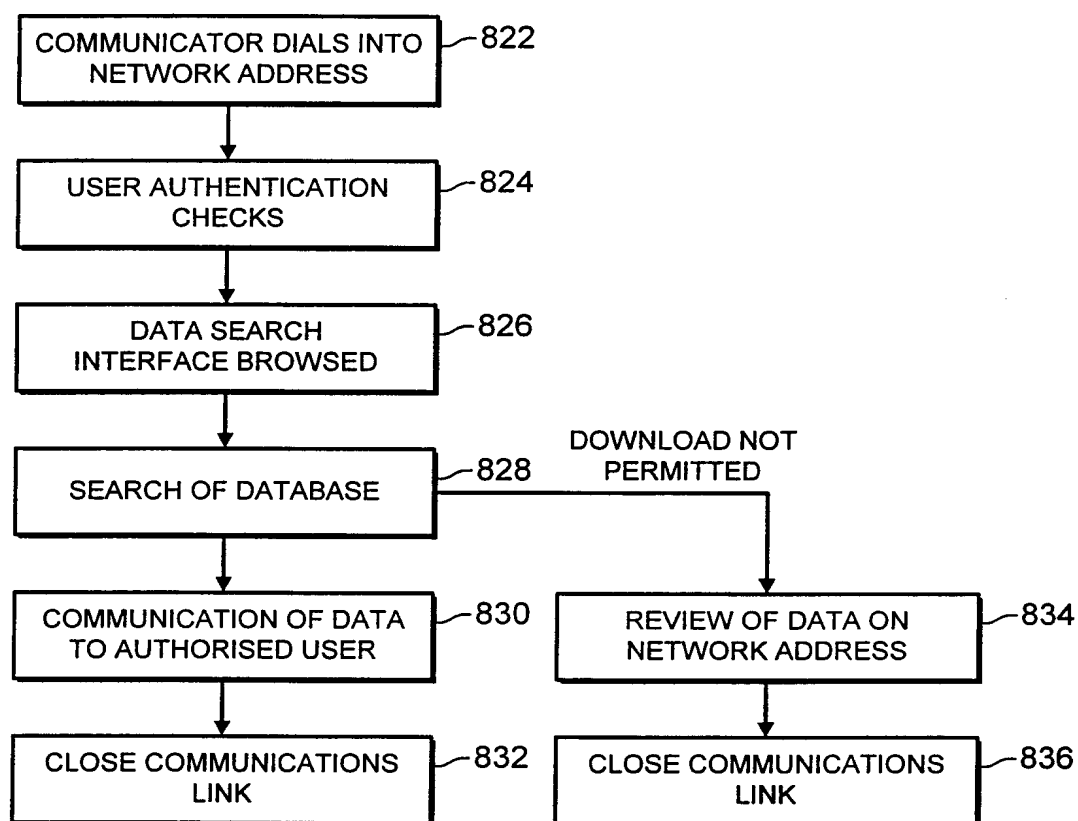 COMMUNICATOR DIALS INTO
NETWORK ADDRESS
822
USER AUTHENTICATION
CHECKS
824
DATA SEARCH
INTERFACE BROWSED
826
SEARCH OF DATABASE
828
DOWNLOAD NOT
PERMITTED
COMMUNICATION OF DATA
TO AUTHORISED USER
830
REVIEW OF DATA ON
NETWORK ADDRESS
834
CLOSE COMMUNICATIONS
LINK
832
CLOSE COMMUNICATIONS
LINK
836